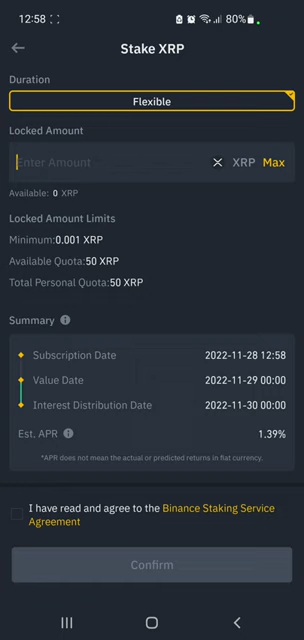 12:58 80%
Stake XRP
Duration
Flexible
Locked Amount
Enter Amount XRP Max
Available: 0 XRP
Locked Amount Limits
Minimum:0.001 XRP
Available Quota:50 XRP
Total Personal Quota:50 XRP
Summary
Subscription Date 2022-11-28 12:58
Value Date 2022-11-29 00:00
Interest Distribution Date 2022-11-30 00:00
Est. APR 1.39%
*APR does not mean the actual or predicted returns in fiat currency.
I have read and agree to the Binance Staking Service
Agreement
Confirm